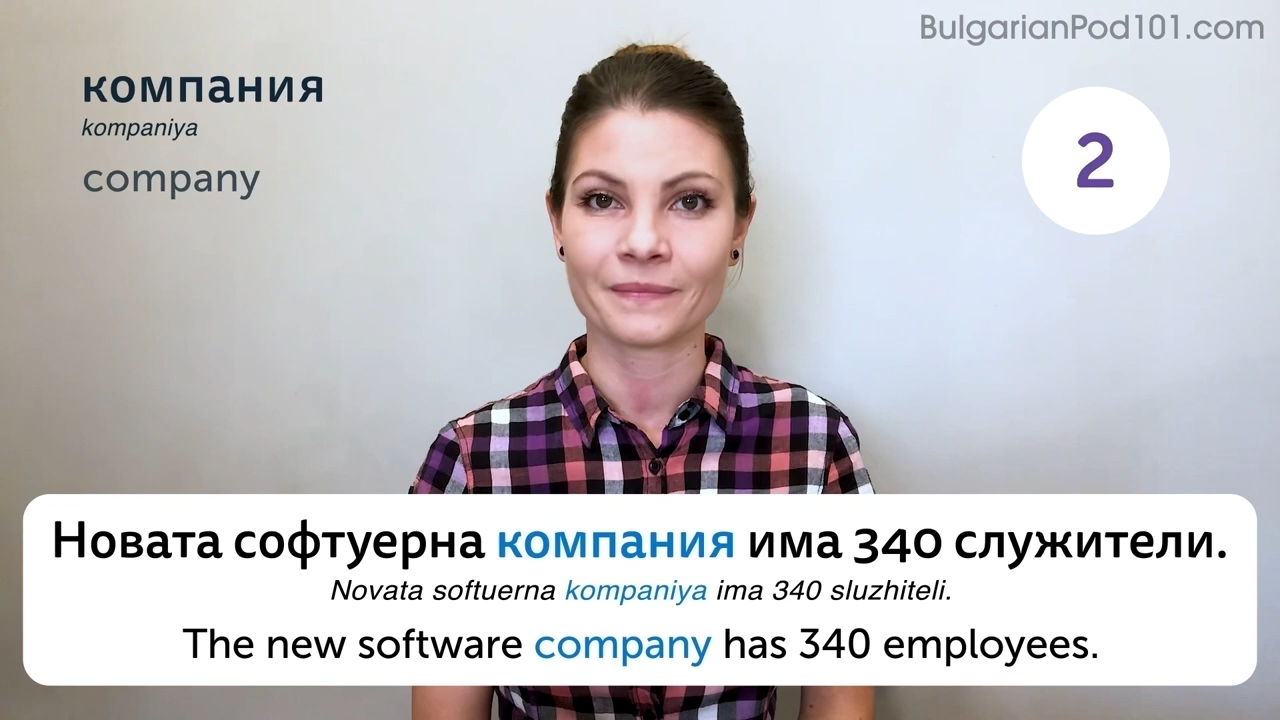 BulgarianPod101.com
компания
kompaniya
company
2
Новата софтуерна компания има 340 служители.
Novata softuerna kompaniya ima 340 sluzhiteli.
The new software company has 340 employees.